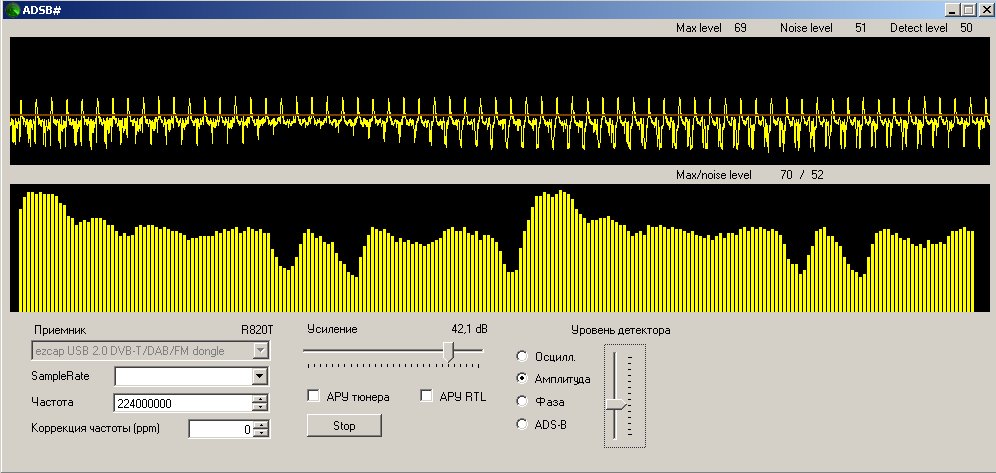 ADSB#
Max level 69 Noise level 51 Detect level 50
Max/noise level 70 / 52
Приемник R820T
ezcap USB 2.0 DVB-T/DAB/FM dongle
SampleRate
Частота 224000000
Коррекция частоты (ppm) 0
Усиление 42,1 dB
АРУ тюнера АРУ RTL
Stop
Уровень детектора
Осцилл.
Амплитуда
Фаза
ADS-B